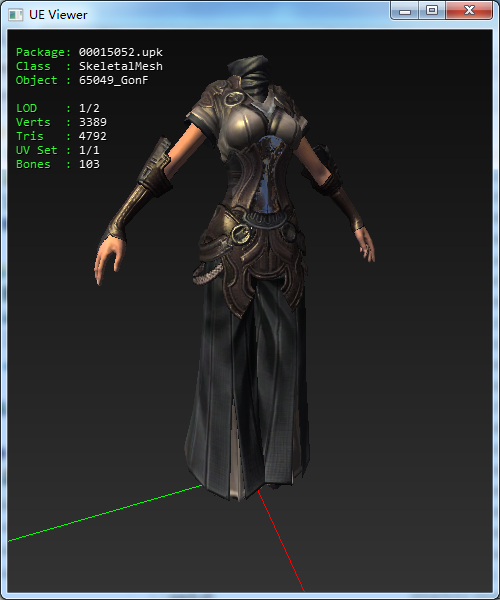 UE Viewer
Package: 00015052.upk
Class  : SkeletalMesh
Object : 65049_GonF
LOD    : 1/2
Verts  : 3389
Tris   : 4792
UV Set : 1/1
Bones  : 103